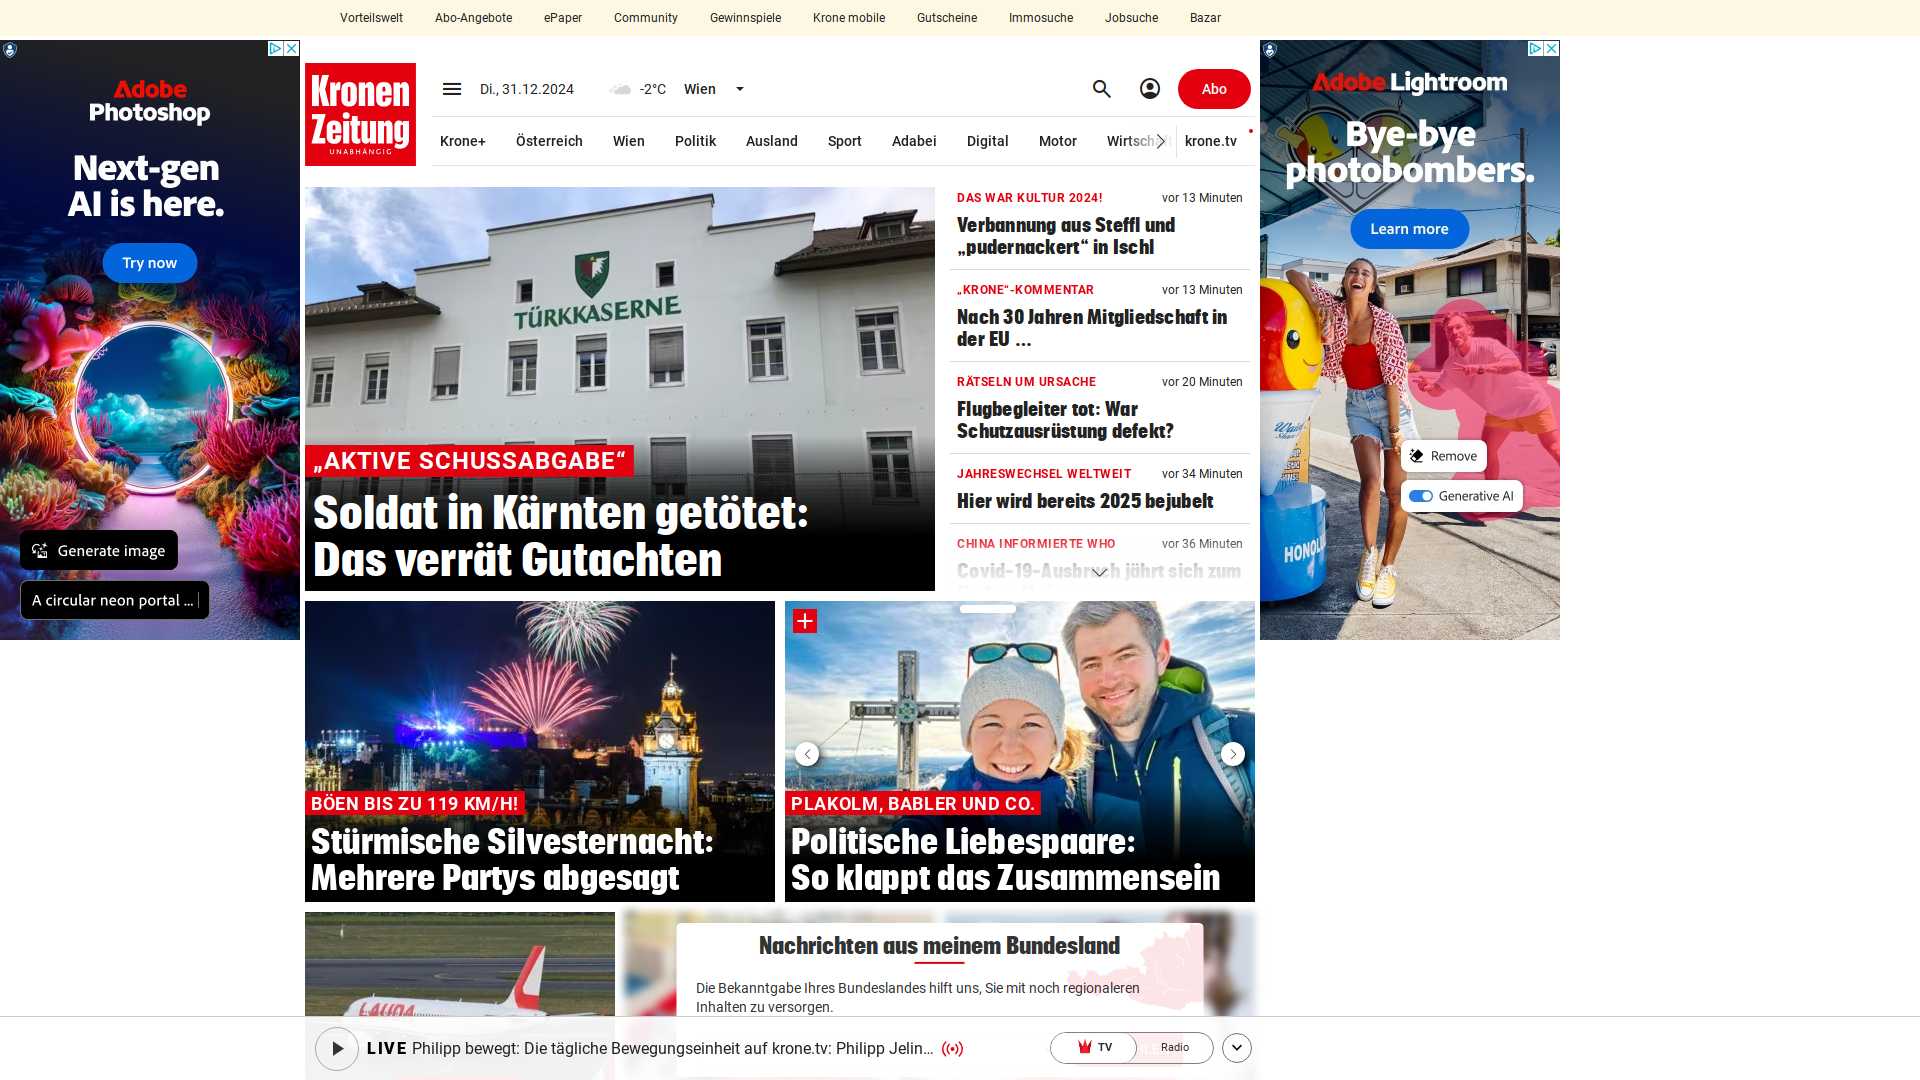 Vorteilswelt Abo-Angebote ePaper Community Gewinnspiele Krone mobile Gutscheine Immosuche Jobsuche Bazar
Adobe
Photoshop
Next-gen
AI is here.
Try now
Generate image
A circular neon portal ...
Kronen
Zeitung
UNABHÄNGIG
Di., 31.12.2024 -2°C Wien
Abo
Krone+ Österreich Wien Politik Ausland Sport Adabei Digital Motor Wirtsch krone.tv
TÜRKKASERNE
„AKTIVE SCHUSSABGABE“
Soldat in Kärnten getötet:
Das verrät Gutachten
DAS WAR KULTUR 2024! vor 13 Minuten
Verbannung aus Steffl und
„pudernackert“ in Ischl
„KRONE“-KOMMENTAR vor 13 Minuten
Nach 30 Jahren Mitgliedschaft in
der EU ...
RÄTSELN UM URSACHE vor 20 Minuten
Flugbegleiter tot: War
Schutzausrüstung defekt?
JAHRESWECHSEL WELTWEIT vor 34 Minuten
Hier wird bereits 2025 bejubelt
CHINA INFORMIERTE WHO vor 36 Minuten
Covid-19-Ausbruch jährt sich zum
Adobe Lightroom
Bye-bye
photobombers.
Learn more
Remove
Generative AI
HONOL
BÖEN BIS ZU 119 KM/H!
Stürmische Silvesternacht:
Mehrere Partys abgesagt
PLAKOLM, BABLER UND CO.
Politische Liebespaare:
So klappt das Zusammensein
LAUDA
Nachrichten aus meinem Bundesland
Die Bekanntgabe Ihres Bundeslandes hilft uns, Sie mit noch regionaleren
Inhalten zu versorgen.
LIVE Philipp bewegt: Die tägliche Bewegungseinheit auf krone.tv: Philipp Jelin...
TV Radio